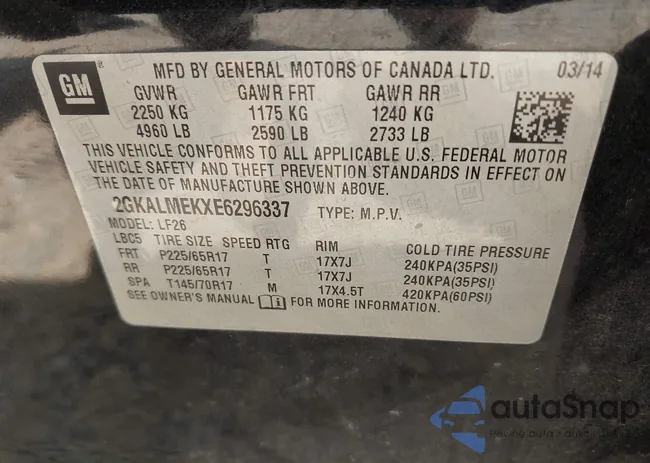 GM
MFD BY GENERAL MOTORS OF CANADA LTD. 03/14
GVWR GAWR FRT GAWR RR
2250 KG 1175 KG 1240 KG
4960 LB 2590 LB 2733 LB
THIS VEHICLE CONFORMS TO ALL APPLICABLE U.S. FEDERAL MOTOR
VEHICLE SAFETY AND THEFT PREVENTION STANDARDS IN EFFECT ON
THE DATE OF MANUFACTURE SHOWN ABOVE.
2GKALMEKXE6296337 TYPE: M.P.V.
MODEL: LF26
LBC5 TIRE SIZE SPEED RTG RIM COLD TIRE PRESSURE
FRT P225/65R17 T 17X7J 240KPA(35PSI)
RR P225/65R17 T 17X7J 240KPA(35PSI)
SPA T145/70R17 M 17X4.5T 420KPA(60PSI)
SEE OWNER'S MANUAL FOR MORE INFORMATION
autoSnap